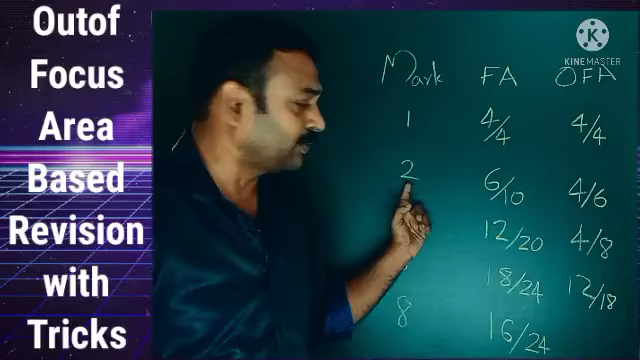 Outof
Focus
Area
Based
Revision
with
Tricks
KINEMASTER
Mark FA OFA
1 4/4 4/4
2 6/10 4/6
12/20 4/8
18/24 12/18
8 16/24